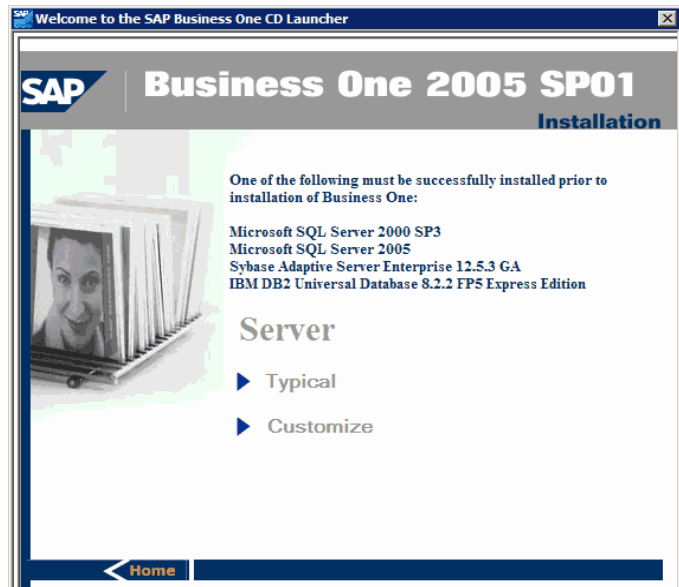 Welcome to the SAP Business One CD Launcher
SAP
Business One 2005 SP01
Installation
One of the following must be successfully installed prior to
installation of Business One:
Microsoft SQL Server 2000 SP3
Microsoft SQL Server 2005
Sybase Adaptive Server Enterprise 12.5.3 GA
IBM DB2 Universal Database 8.2.2 FP5 Express Edition
Server
Typical
Customize
Home